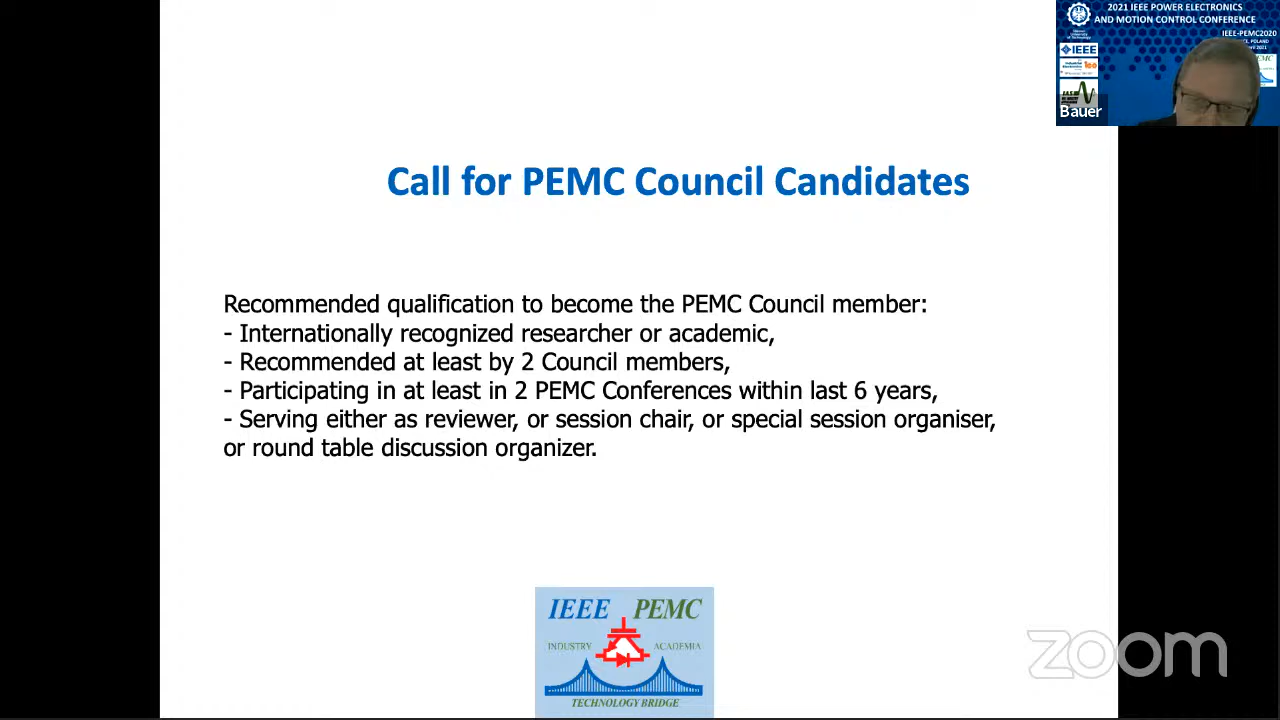 2021 IEEE POWER ELECTRONICS
AND MOTION CONTROL CONFERENCE
IEEE-PEMC2020
IEEE
Bauer
Call for PEMC Council Candidates
Recommended qualification to become the PEMC Council member:
- Internationally recognized researcher or academic,
- Recommended at least by 2 Council members,
- Participating in at least in 2 PEMC Conferences within last 6 years,
- Serving either as reviewer, or session chair, or special session organiser,
or round table discussion organizer.
IEEE PEMC
INDUSTRY ACADEMIA
TECHNOLOGY BRIDGE
zoom